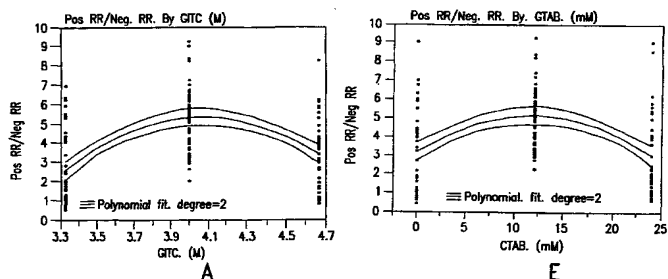 Pos RR/Neg. RR. By GITC (M)
Pos RR/Neg RR
10
9
8
7
6
5
4
3
2
1
0
Polynomial fit. degree=2
3.3 3.5 3.7 3.9 4.1 4.3 4.5 4.7
GITC. (M)
A
Pos RR/Neg. RR. By. CTAB. (mM)
Pos RR/Neg RR
10
9
8
7
6
5
4
3
2
1
0
Polynomial. fit. degree=2
0 5 10 15 20 25
CTAB. (mM)
E